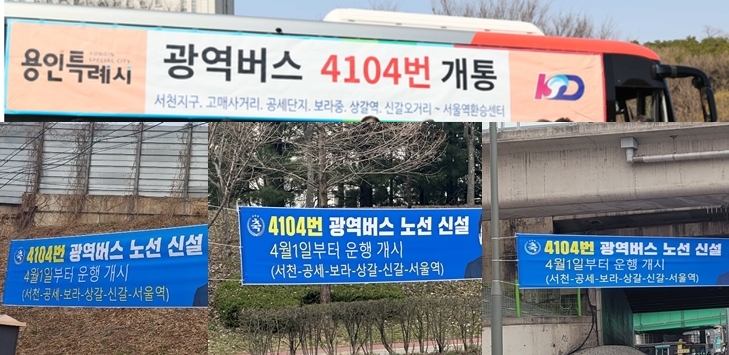 용인특례시
YONGIN
SPECIAL CITY
광역버스 4104번 개통
서천지구, 고매사거리, 공세단지, 보라중, 상갈역, 신갈오거리 ~ 서울역환승센터
KD
4104번 광역버스 노선 신설
4월1일부터 운행 개시
(서천-공세-보라-상갈-신갈-서울역)
4104번 광역버스 노선 신설
4월1일부터 운행 개시
(서천-공세-보라-상갈-신갈-서울역)
4104번 광역버스 노선 신설
4월1일부터 운행 개시
(서천-공세-보라-상갈-신갈-서울역)